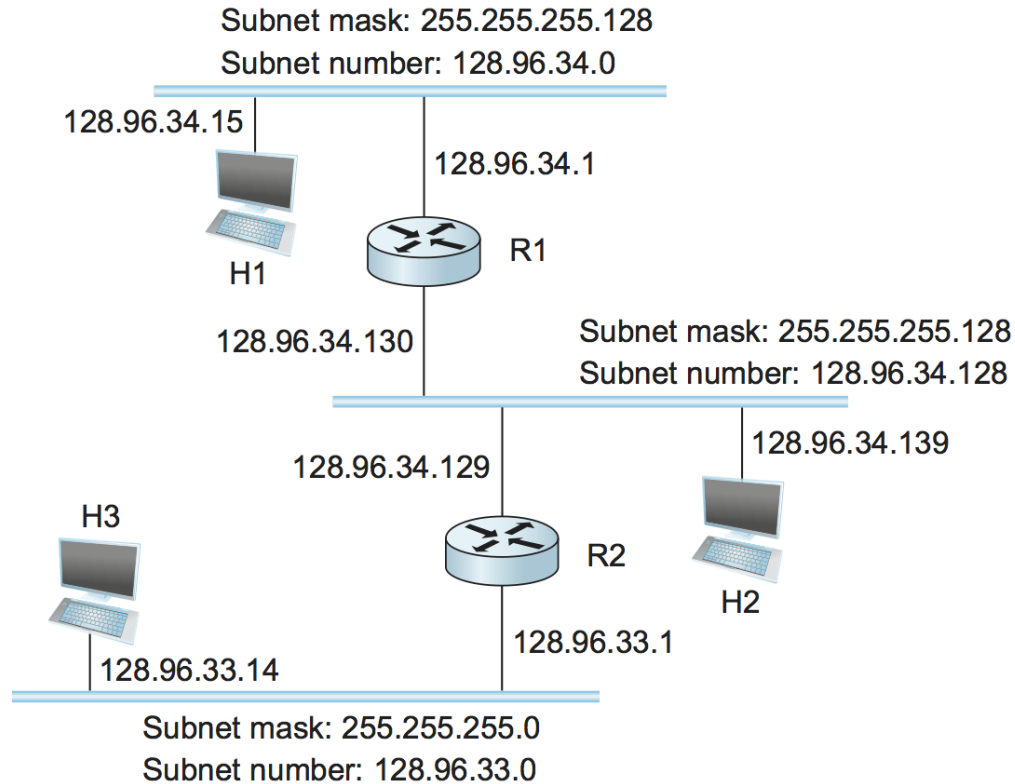 Subnet mask: 255.255.255.128
Subnet number: 128.96.34.0
128.96.34.15
128.96.34.1
H1
R1
128.96.34.130
Subnet mask: 255.255.255.128
Subnet number: 128.96.34.128
128.96.34.139
128.96.34.129
H3
R2
H2
128.96.33.1
128.96.33.14
Subnet mask: 255.255.255.0
Subnet number: 128.96.33.0